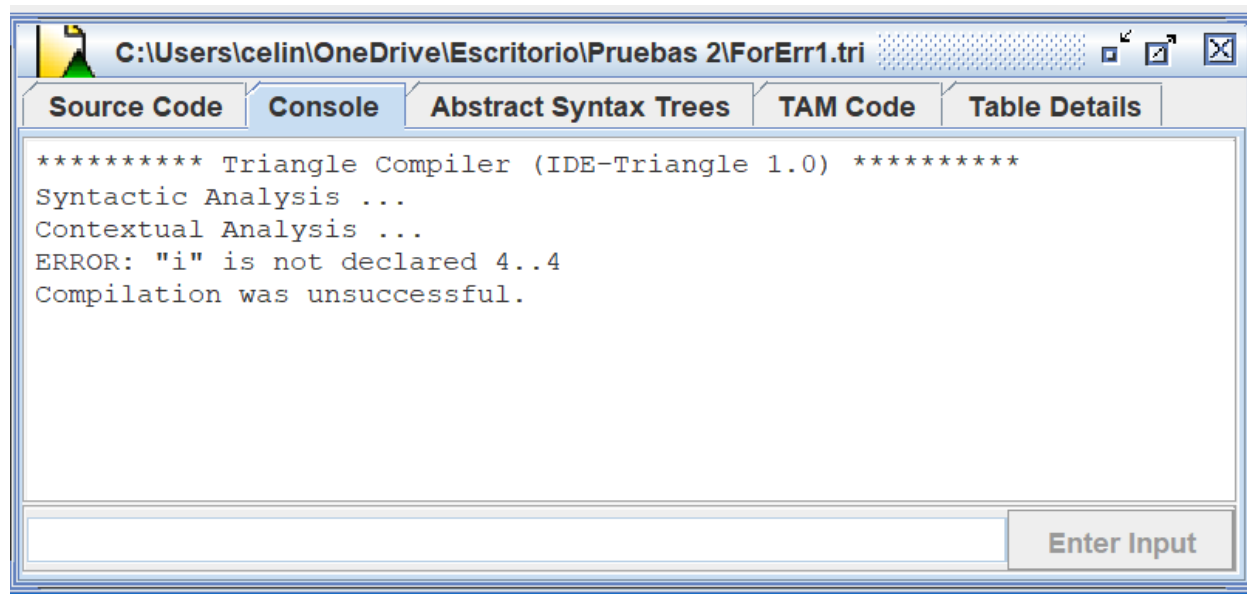 C:\Users\celin\OneDrive\Escritorio\Pruebas 2\ForErr1.tri
Source Code Console Abstract Syntax Trees TAM Code Table Details
********** Triangle Compiler (IDE-Triangle 1.0) **********
Syntactic Analysis ...
Contextual Analysis ...
ERROR: "i" is not declared 4..4
Compilation was unsuccessful.
Enter Input